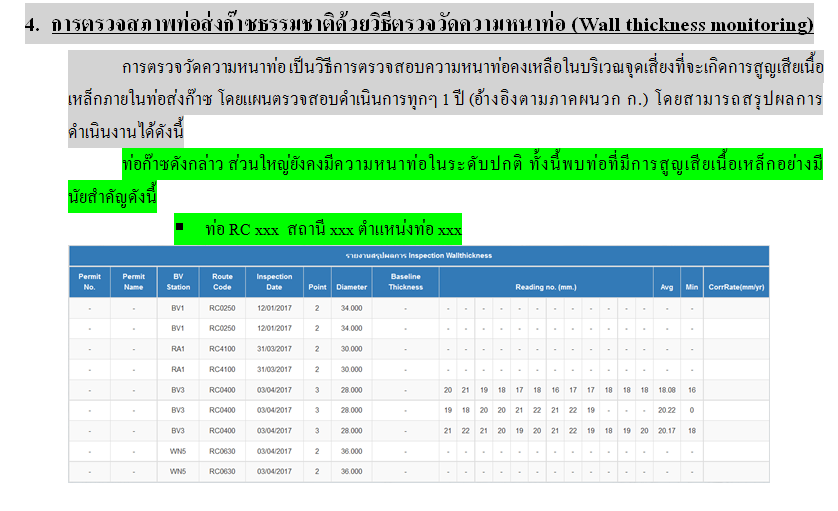 4. การตรวจสภาพท่อส่งก๊าซธรรมชาติด้วยวิธีตรวจวัดความหนาท่อ (Wall thickness monitoring)
การตรวจวัดความหนาท่อ เป็นวิธีการตรวจสอบความหนาท่อคงเหลือในบริเวณจุดเสี่ยงที่จะเกิดการสูญเสียเนื้อ
เหล็กภายในท่อส่งก๊าซ โดยแผนตรวจสอบดำเนินการทุกๆ 1 ปี (อ้างอิงตามภาคผนวก ก.) โดยสามารถสรุปผลการ
ดำเนินงานได้ดังนี้
ท่อก๊าซดังกล่าว ส่วนใหญ่ยังคงมีความหนาท่อในระดับปกติ ทั้งนี้พบท่อที่มีการสูญเสียเนื้อเหล็กอย่างมี
นัยสำคัญดังนี้
▪ ท่อ RC xxx สถานี xxx ตำแหน่งท่อ xxx
รายงานสรุปผลการ Inspection Wallthickness
Permit No. Permit Name BV Station Route Code Inspection Date Point Diameter Baseline Thickness Reading no. (mm.) Avg Min CorrRate(mm/yr)
- - BV1 RC0250 12/01/2017 2 34.000 - - - - - - - - - - - - - - -
- - BV1 RC0250 12/01/2017 2 34.000 - - - - - - - - - - - - - - -
- - RA1 RC4100 31/03/2017 2 30.000 - - - - - - - - - - - - - - -
- - RA1 RC4100 31/03/2017 2 30.000 - - - - - - - - - - - - - - -
- - BV3 RC0400 03/04/2017 3 28.000 - 20 21 19 18 17 18 16 17 17 18 18 18 18.08 16
- - BV3 RC0400 03/04/2017 3 28.000 - 19 18 20 20 21 22 21 22 19 - - - 20.22 0
- - BV3 RC0400 03/04/2017 3 28.000 - 21 22 21 20 19 20 21 22 19 18 19 20 20.17 18
- - WN5 RC0630 03/04/2017 2 36.000 - - - - - - - - - - - - - - -
- - WN5 RC0630 03/04/2017 2 36.000 - - - - - - - - - - - - - - -